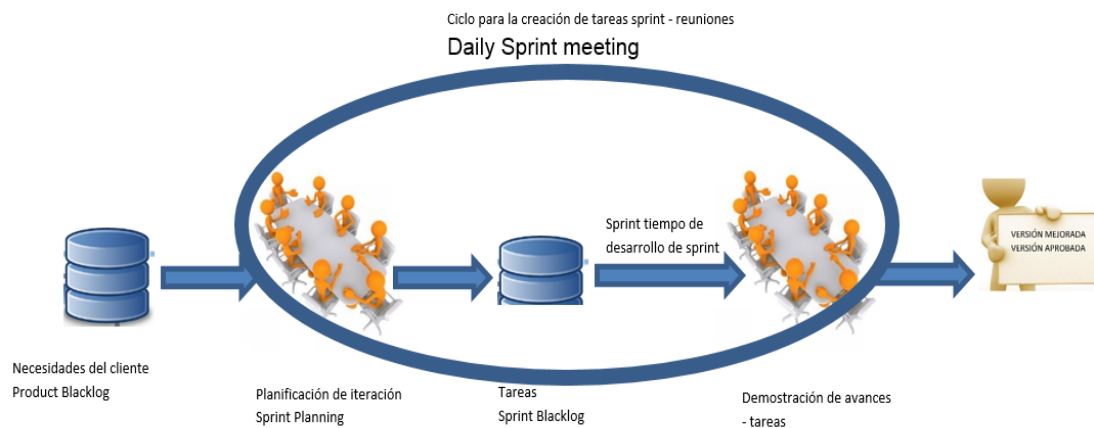 Ciclo para la creación de tareas sprint - reuniones
Daily Sprint meeting
Sprint tiempo de
desarrollo de sprint
VERSIÓN MEJORADA
VERSIÓN APROBADA
Necesidades del cliente
Product Blacklog
Planificación de iteración
Sprint Planning
Tareas
Sprint Blacklog
Demostración de avances
- tareas